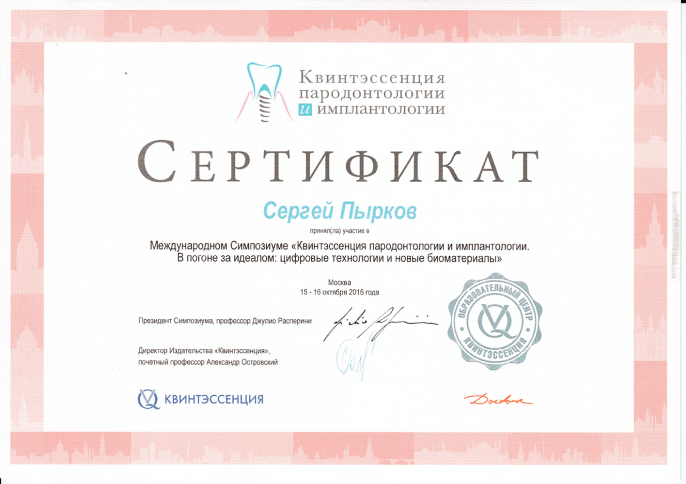 Квинтэссенция
пародонтологии
и имплантологии
СЕРТИФИКАТ
Сергей Пырков
принял(ла) участие в
Международном Симпозиуме «Квинтэссенция пародонтологии и имплантологии.
В погоне за идеалом: цифровые технологии и новые биоматериалы»
Москва
15 - 16 октября 2016 года
Президент Симпозиума, профессор Джулио Расперини
ОБРАЗОВАТЕЛЬНЫЙ ЦЕНТР
КВИНТЭССЕНЦИЯ
Директор Издательства «Квинтэссенция»,
почетный профессор Александр Островский
КВИНТЭССЕНЦИЯ